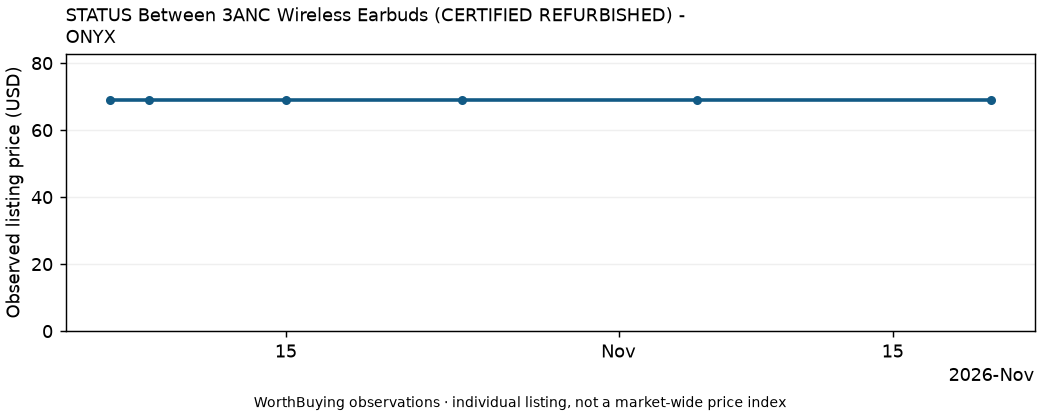 STATUS Between 3ANC Wireless Earbuds (CERTIFIED REFURBISHED) -
ONYX
Observed listing price (USD)
80
60
40
20
0
15
Nov
15
2026-Nov
WorthBuying observations · individual listing, not a market-wide price index